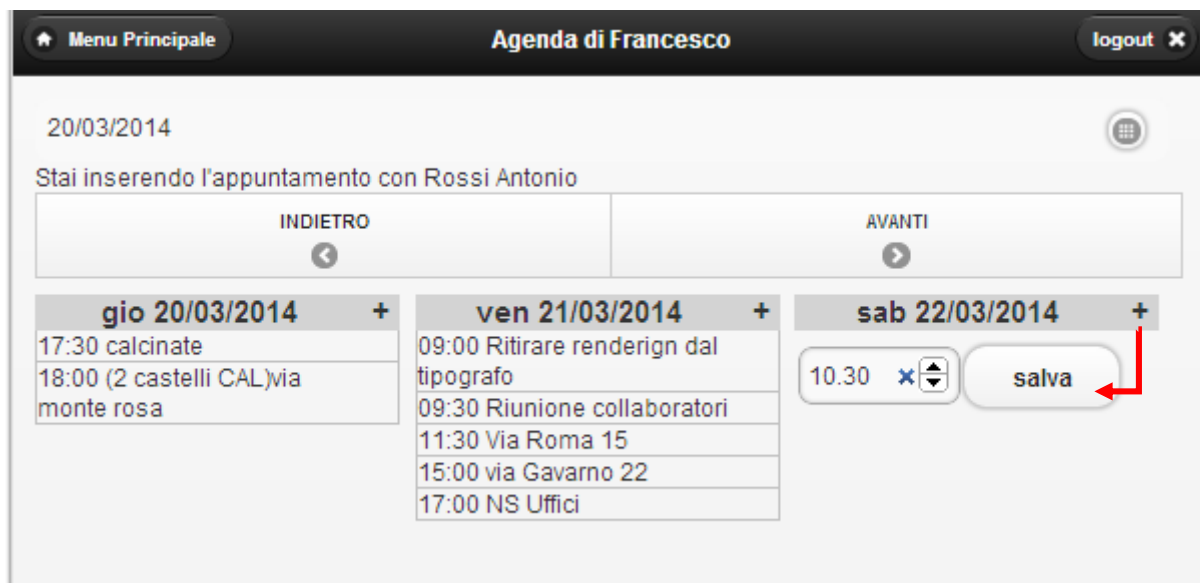 Menu Principale
Agenda di Francesco
logout
20/03/2014
Stai inserendo l'appuntamento con Rossi Antonio
INDIETRO
AVANTI
gio 20/03/2014 +
17:30 calcinate
18:00 (2 castelli CAL)via
monte rosa
ven 21/03/2014 +
09:00 Ritirare renderign dal
tipografo
09:30 Riunione collaboratori
11:30 Via Roma 15
15:00 via Gavarno 22
17:00 NS Uffici
sab 22/03/2014 +
10.30
salva